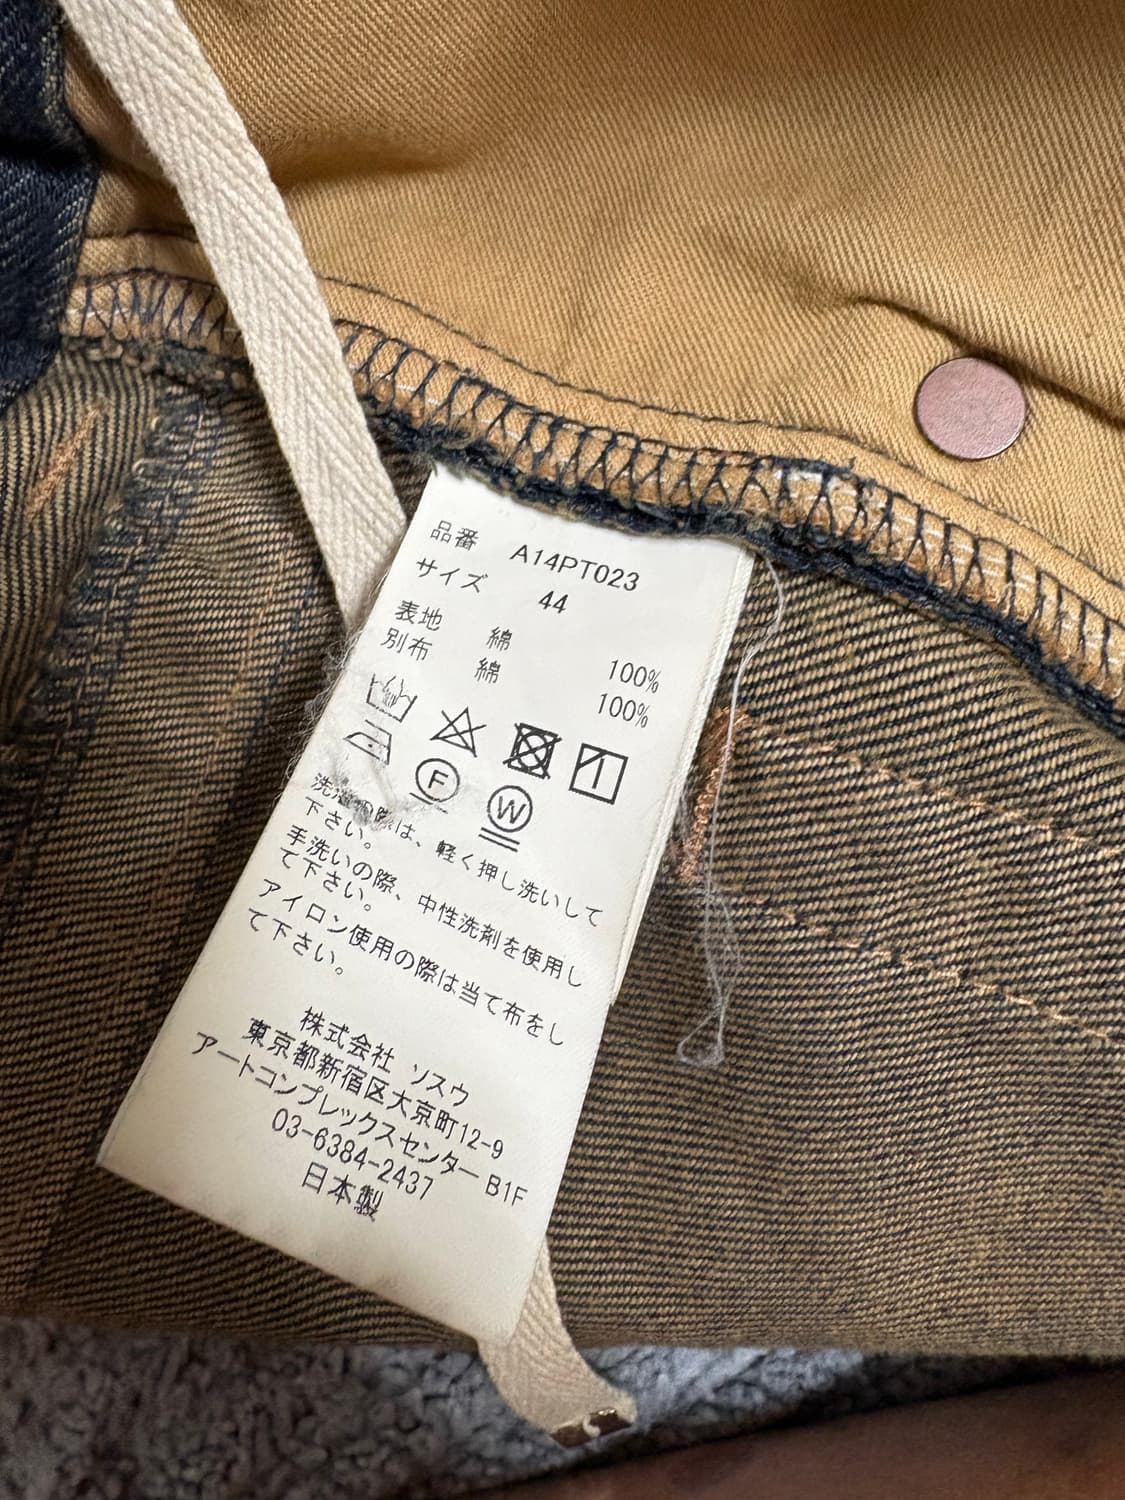 品番 A14PT023
サイズ 44
表地 綿 100%
別布 綿 100%
F W
洗濯の際は、軽く押し洗いして
下さい。
手洗いの際、中性洗剤を使用し
て下さい。
アイロン使用の際は当て布をし
て下さい。
株式会社 ソスウ
東京都新宿区大京町12-9
アートコンプレックスセンター B1F
03-6384-2437
日本製